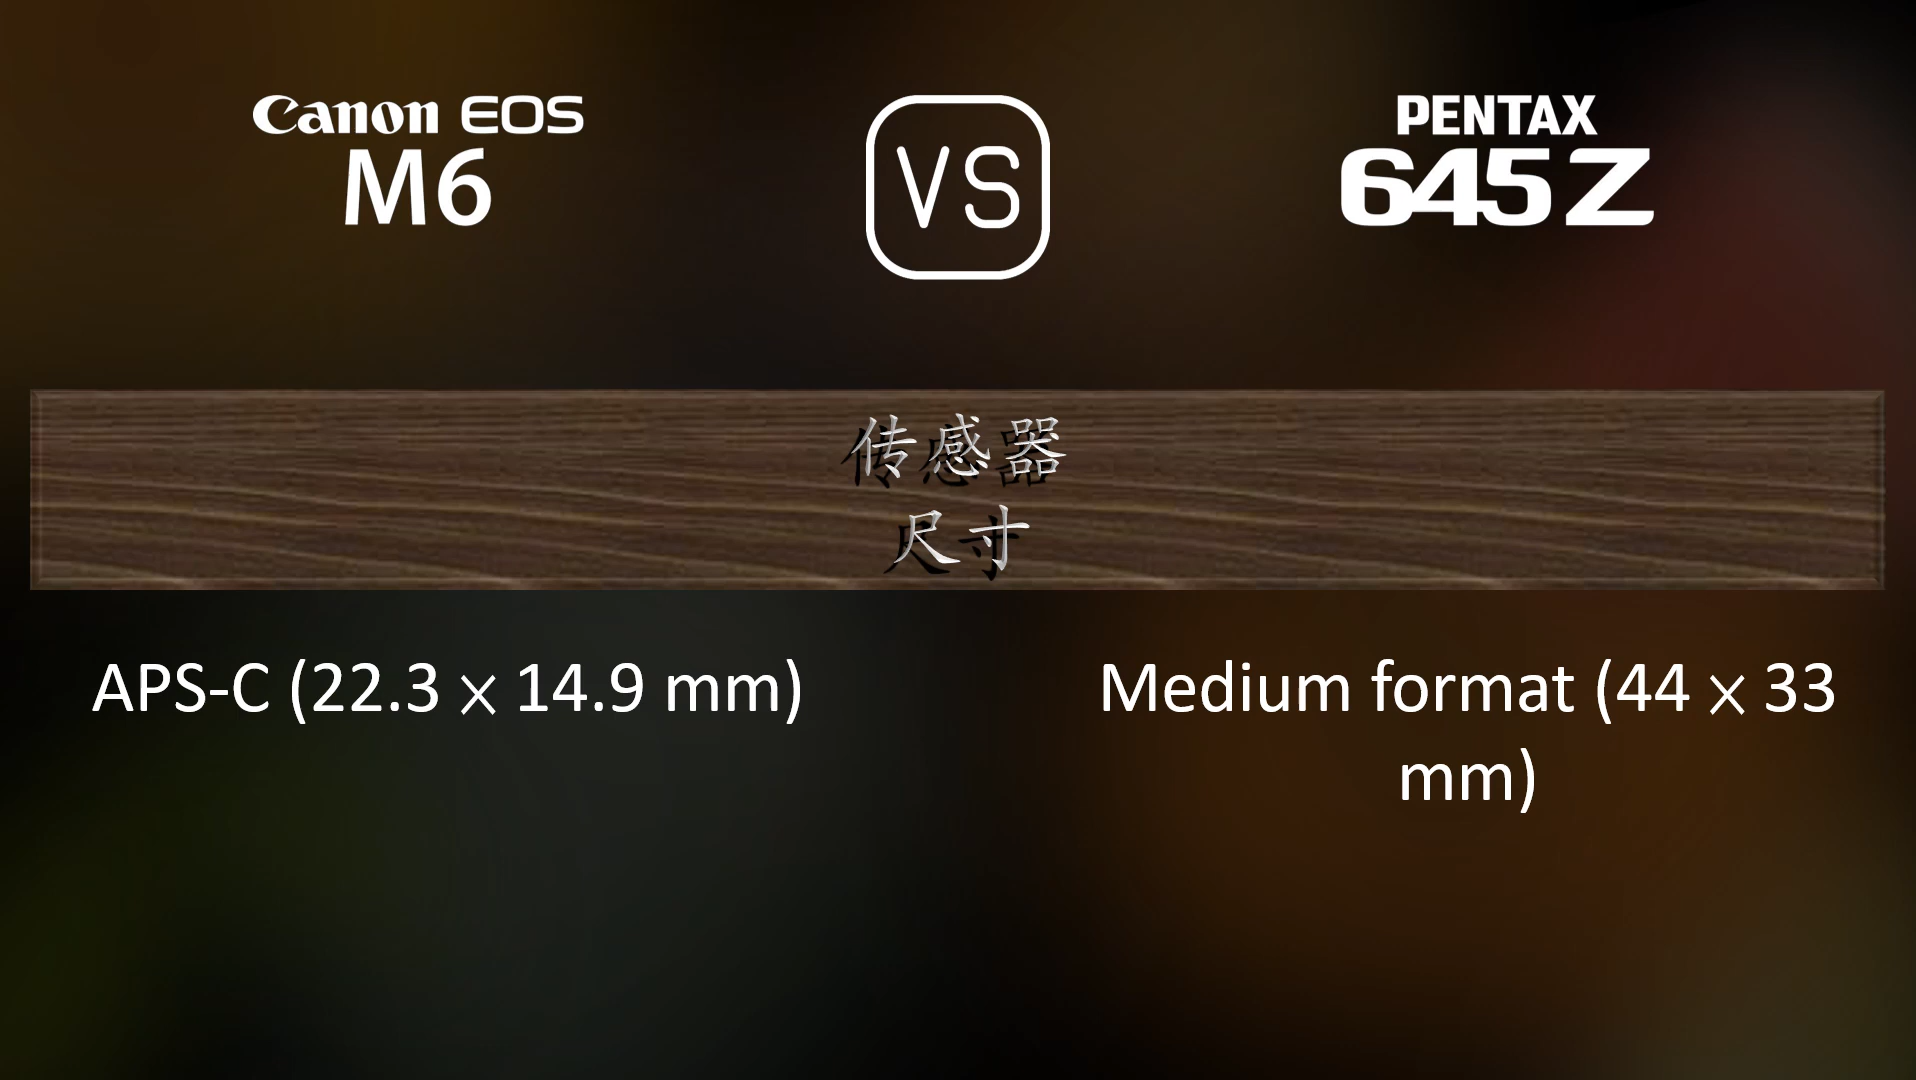 Canon EOS
M6
VS
PENTAX
645Z
传感器
尺寸
APS-C (22.3 x 14.9 mm)
Medium format (44 x 33
mm)